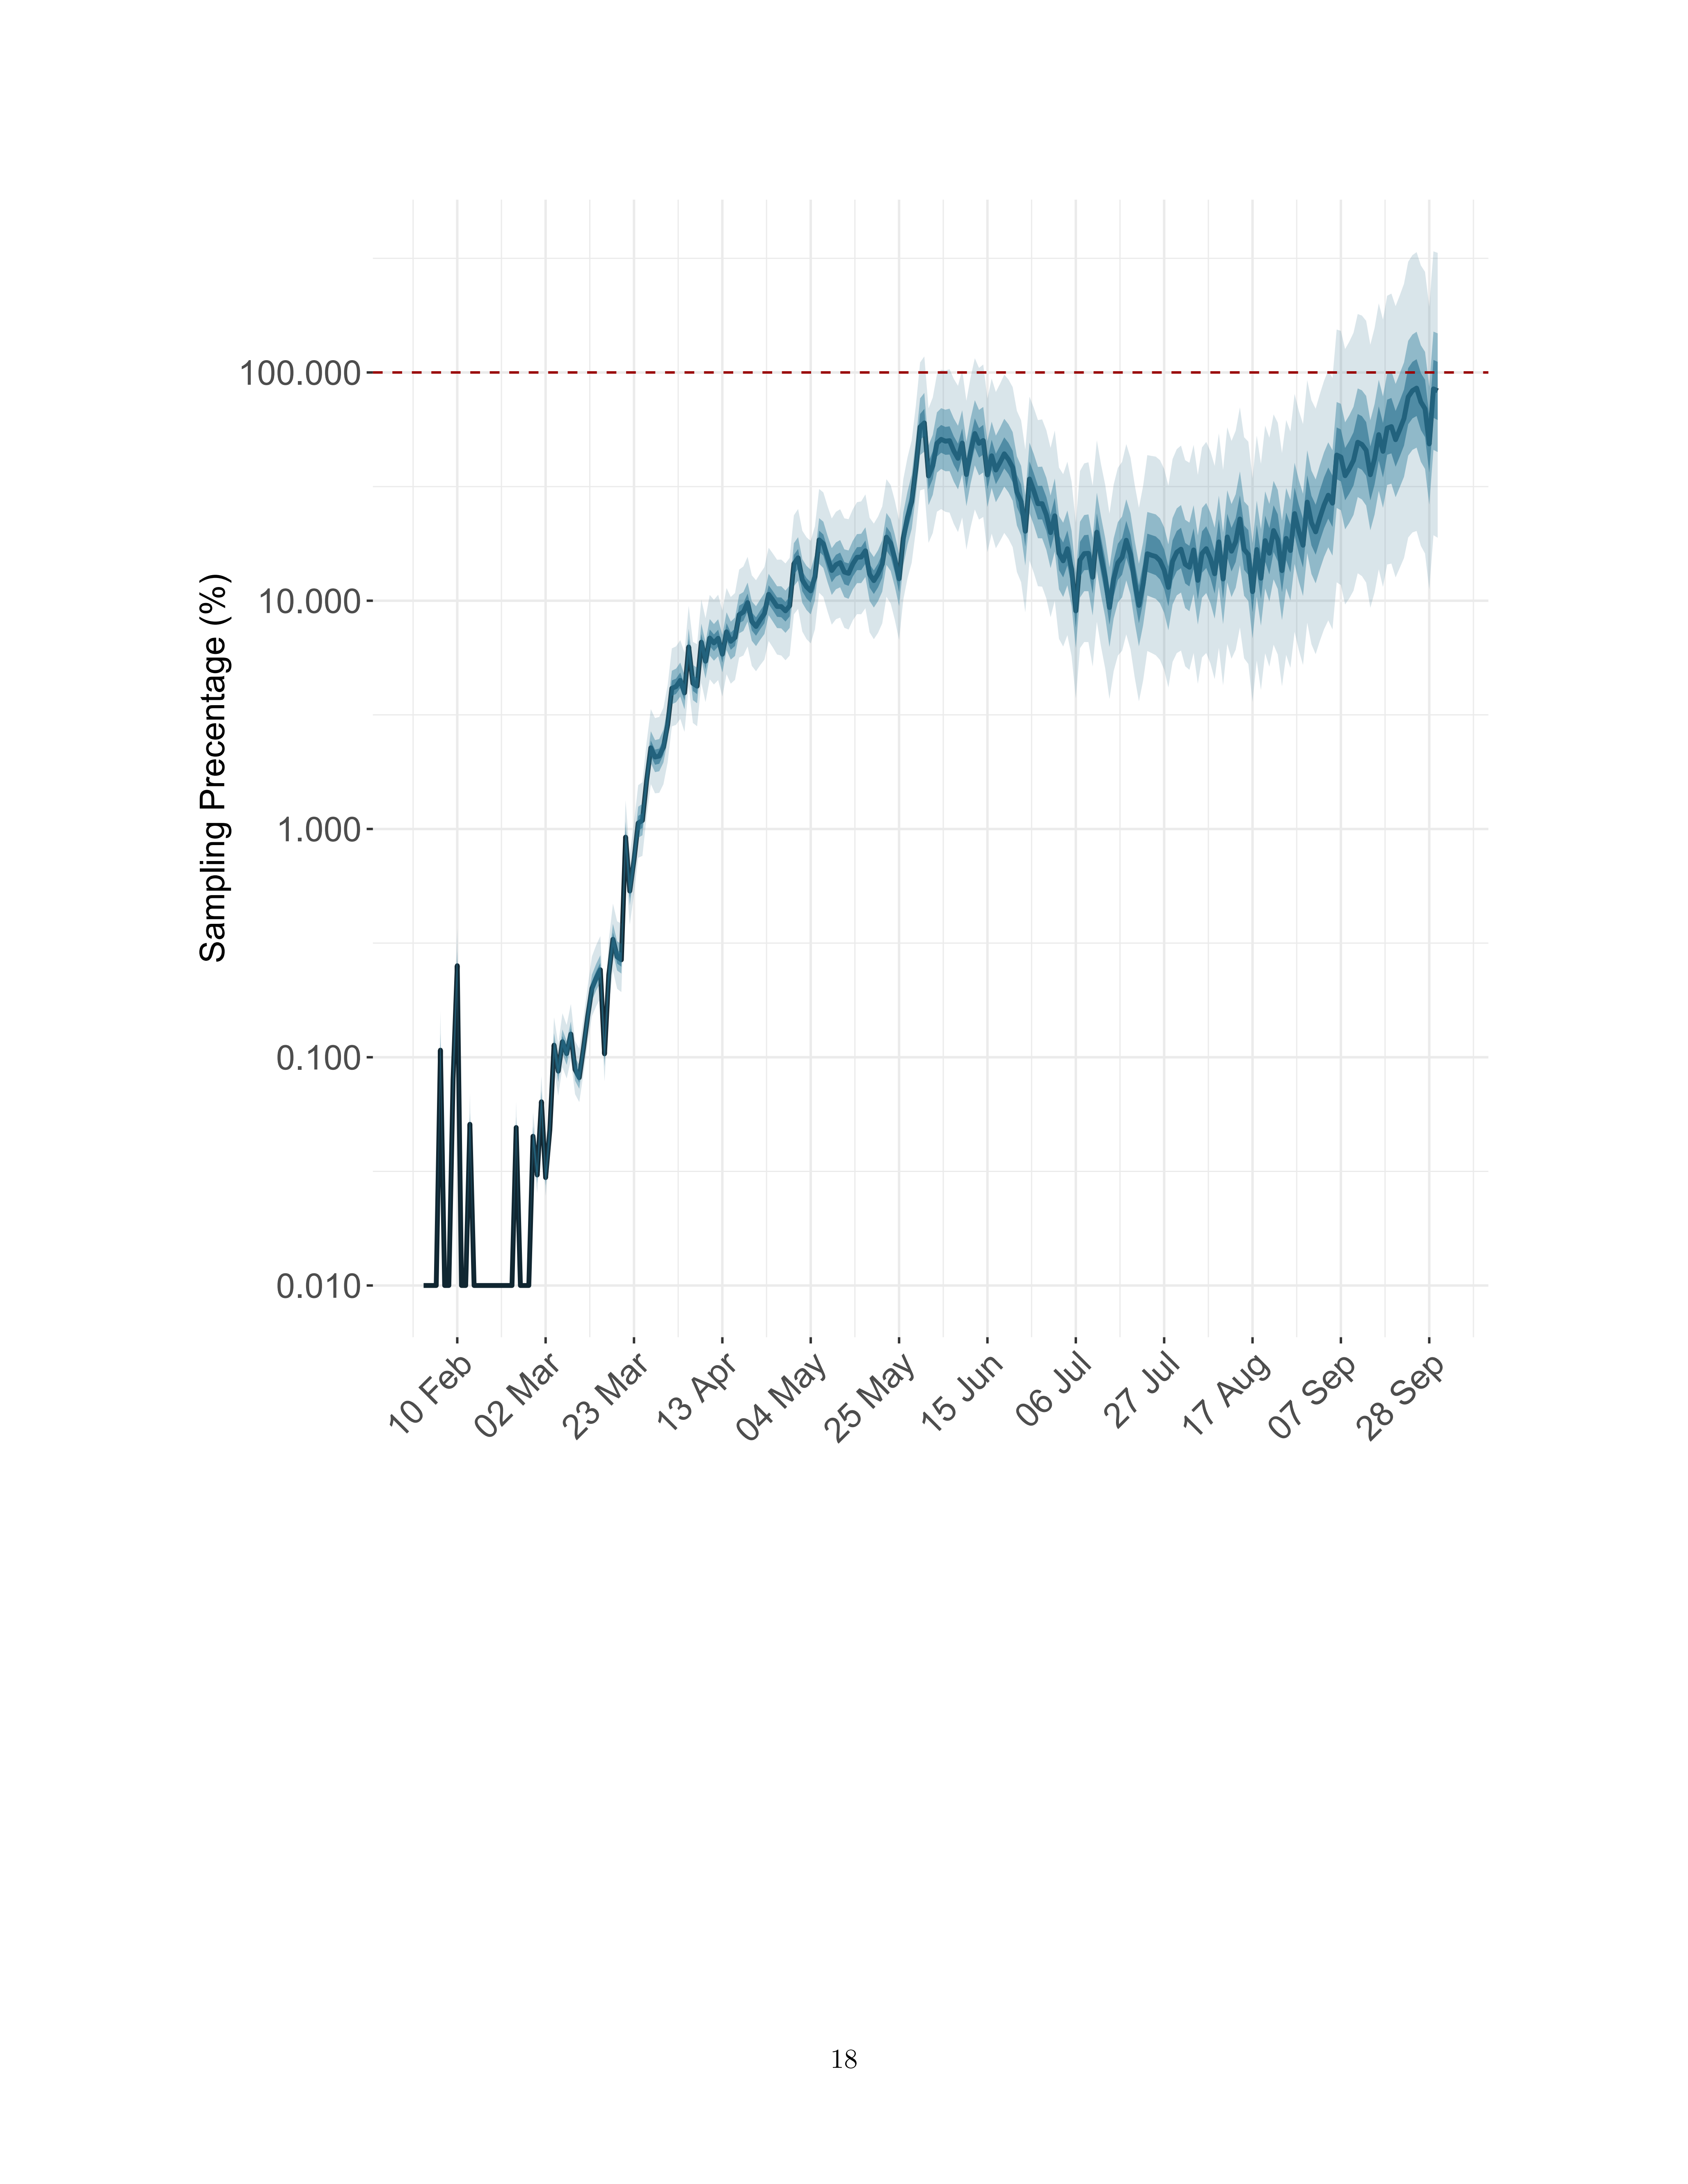 Sampling Precentage (%)
100.000
10.000
1.000
0.100
0.010
10 Feb
02 Mar
23 Mar
13 Apr
04 May
25 May
15 Jun
06 Jul
27 Jul
17 Aug
07 Sep
28 Sep
18